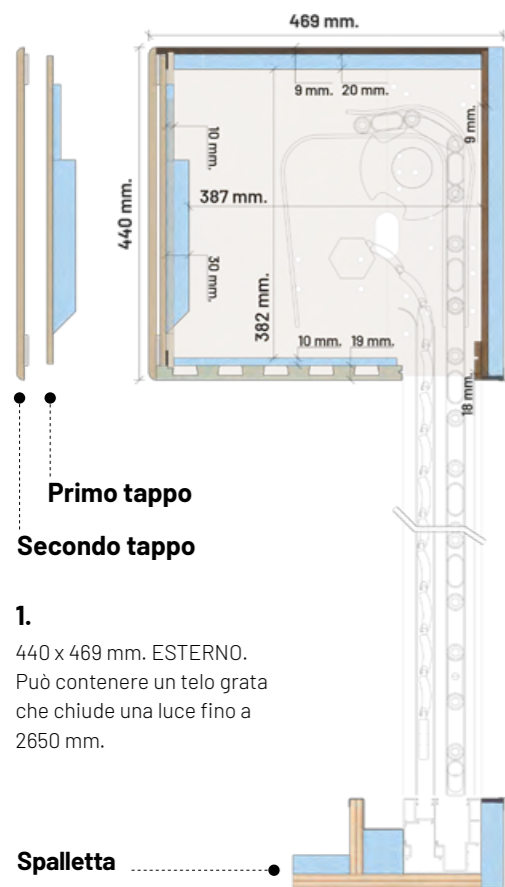 469 mm.
9 mm. 20 mm.
9 mm.
10 mm.
440 mm.
387 mm.
30 mm.
382 mm.
10 mm. 19 mm.
18 mm.
Primo tappo
Secondo tappo
1.
440 x 469 mm. ESTERNO.
Può contenere un telo grata
che chiude una luce fino a
2650 mm.
Spalletta